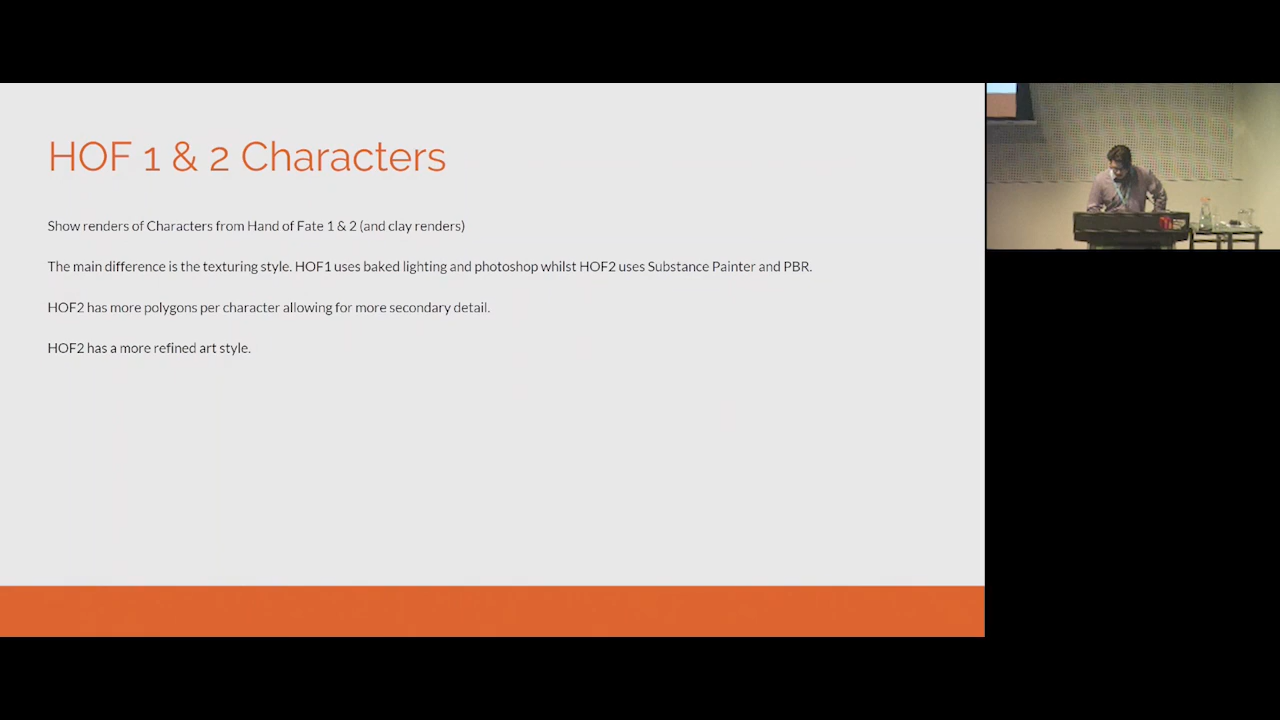 HOF 1 & 2 Characters
Show renders of Characters from Hand of Fate 1 & 2 (and clay renders)
The main difference is the texturing style. HOF1 uses baked lighting and photoshop whilst HOF2 uses Substance Painter and PBR.
HOF2 has more polygons per character allowing for more secondary detail.
HOF2 has a more refined art style.